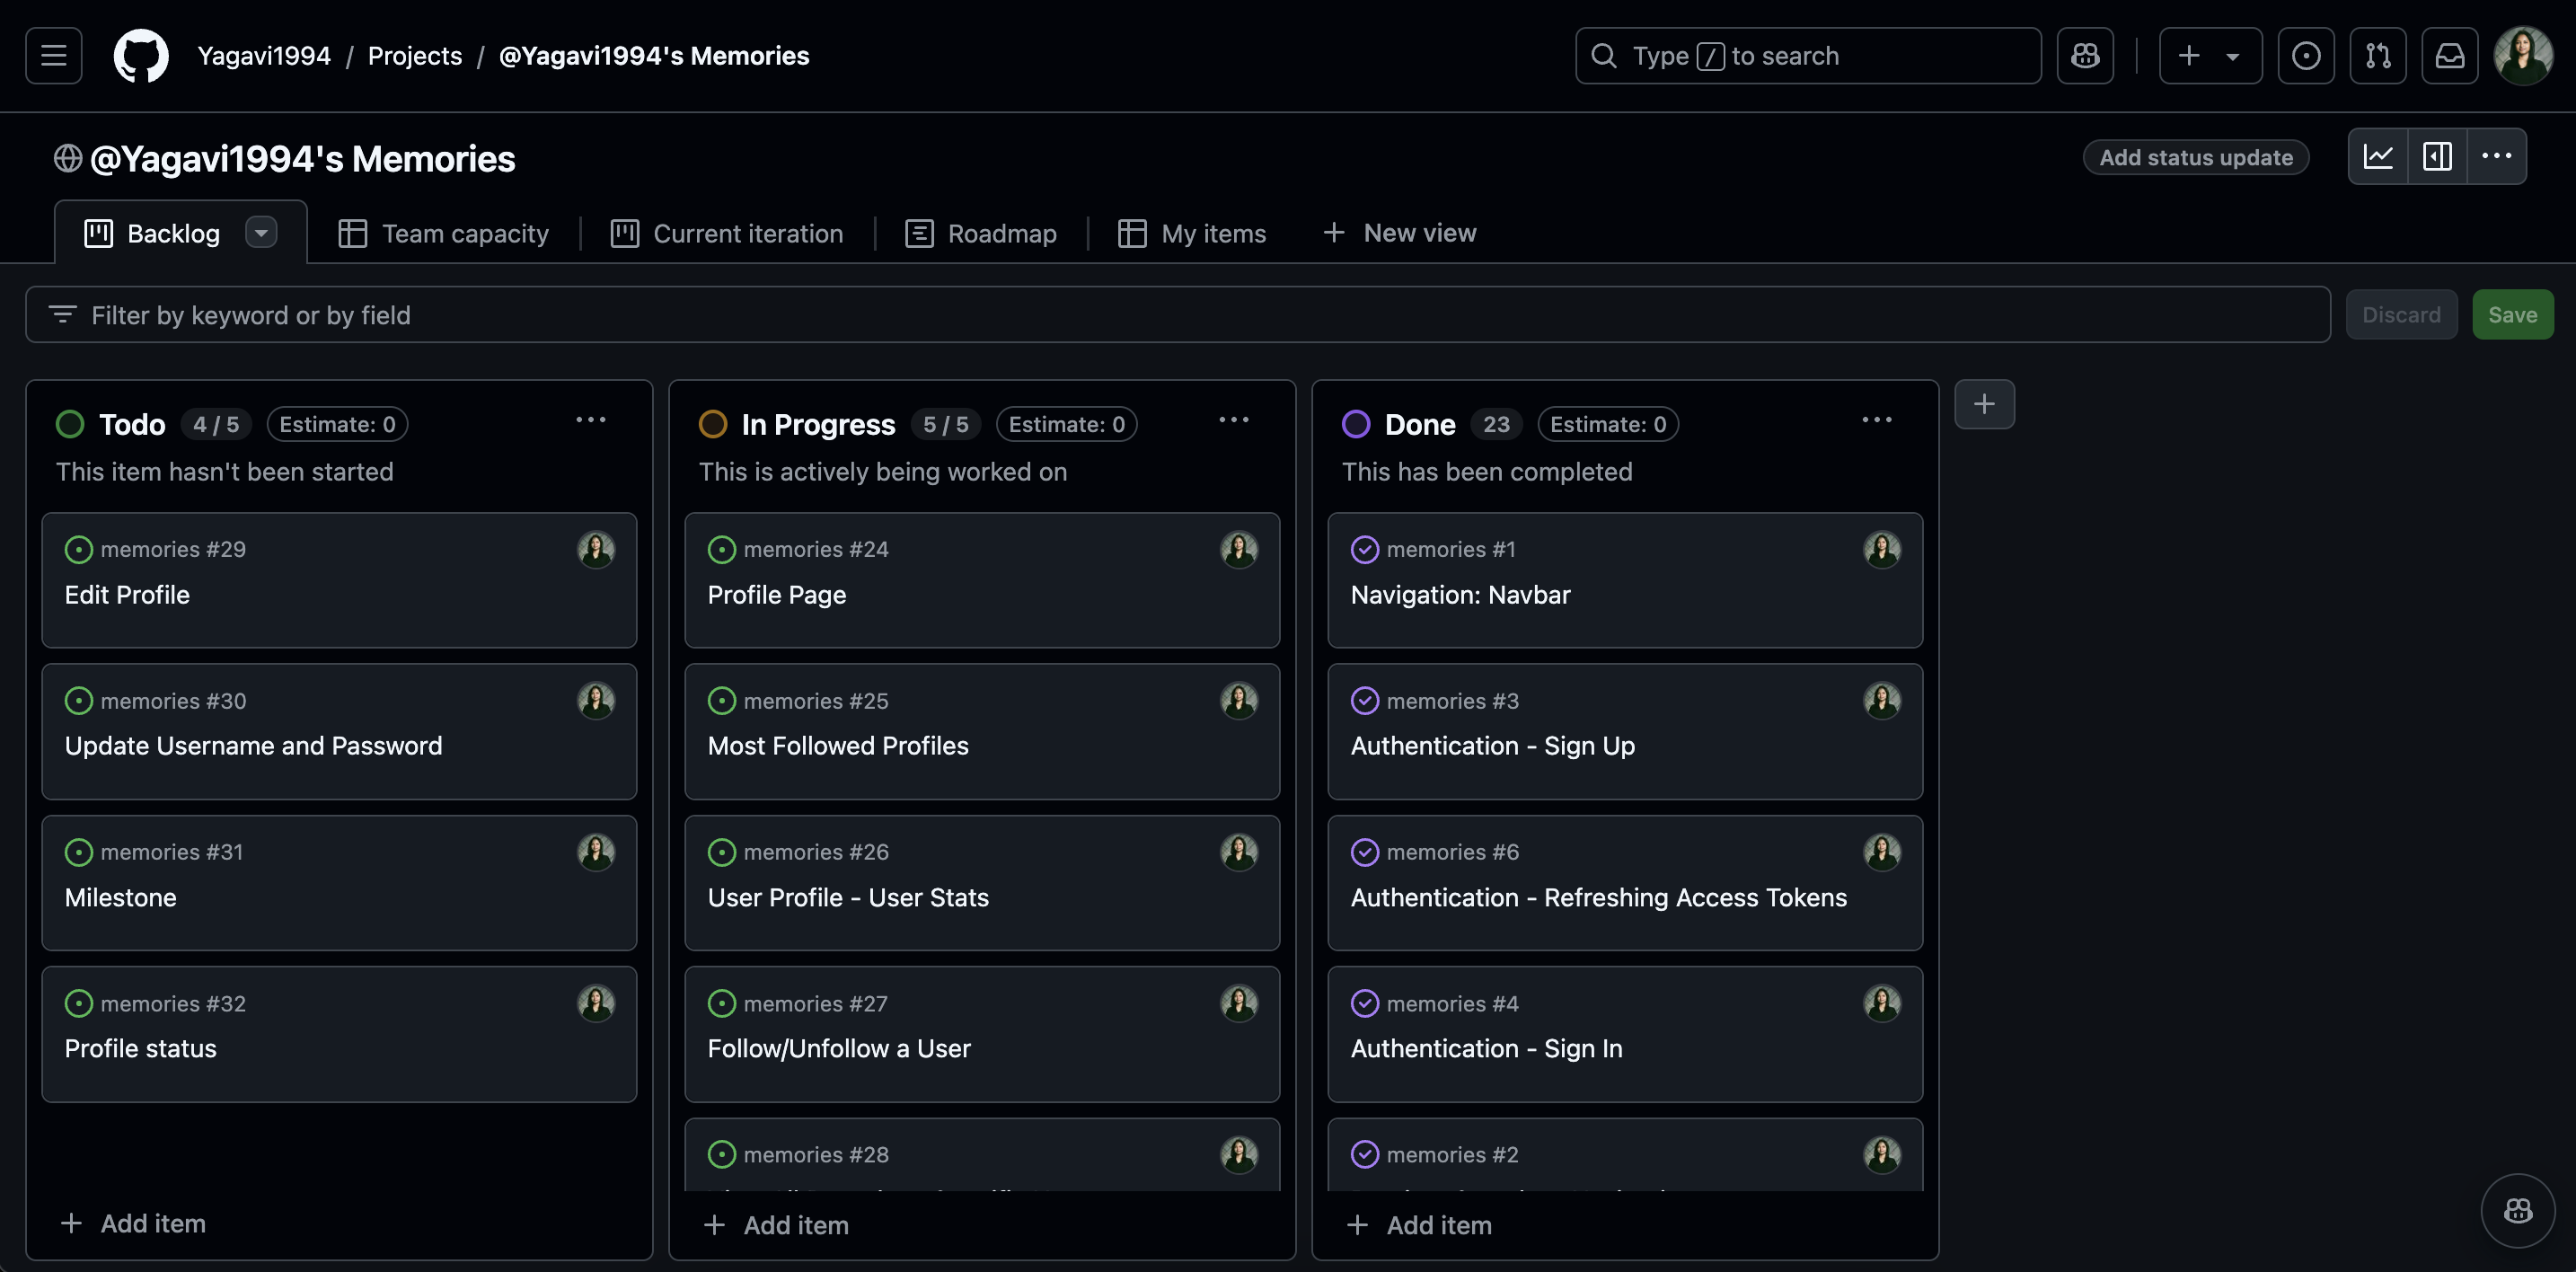 Yagavi1994 / Projects / @Yagavi1994's Memories
Type / to search
@Yagavi1994's Memories
Add status update
Backlog
Team capacity
Current iteration
Roadmap
My items
New view
Filter by keyword or by field
Discard
Save
Todo 4 / 5 Estimate: 0
This item hasn't been started
memories #29
Edit Profile
memories #30
Update Username and Password
memories #31
Milestone
memories #32
Profile status
Add item
In Progress 5 / 5 Estimate: 0
This is actively being worked on
memories #24
Profile Page
memories #25
Most Followed Profiles
memories #26
User Profile - User Stats
memories #27
Follow/Unfollow a User
memories #28
Add item
Done 23 Estimate: 0
This has been completed
memories #1
Navigation: Navbar
memories #3
Authentication - Sign Up
memories #6
Authentication - Refreshing Access Tokens
memories #4
Authentication - Sign In
memories #2
Add item